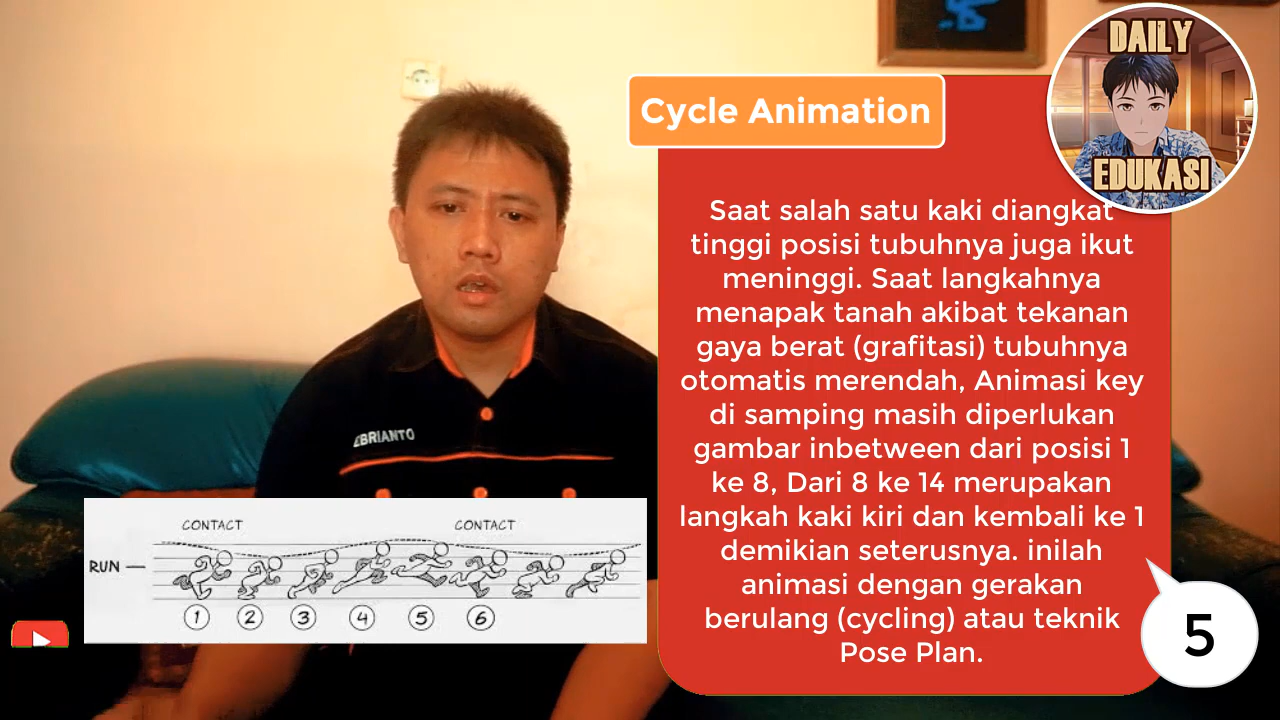 DAILY
EDUKASI
Cycle Animation
Saat salah satu kaki diangkat
tinggi posisi tubuhnya juga ikut
meninggi. Saat langkahnya
menapak tanah akibat tekanan
gaya berat (grafitasi) tubuhnya
otomatis merendah, Animasi key
di samping masih diperlukan
gambar inbetween dari posisi 1
ke 8, Dari 8 ke 14 merupakan
langkah kaki kiri dan kembali ke 1
demikian seterusnya. inilah
animasi dengan gerakan
berulang (cycling) atau teknik
Pose Plan.
5
CONTACT CONTACT
RUN —
1 2 3 4 5 6